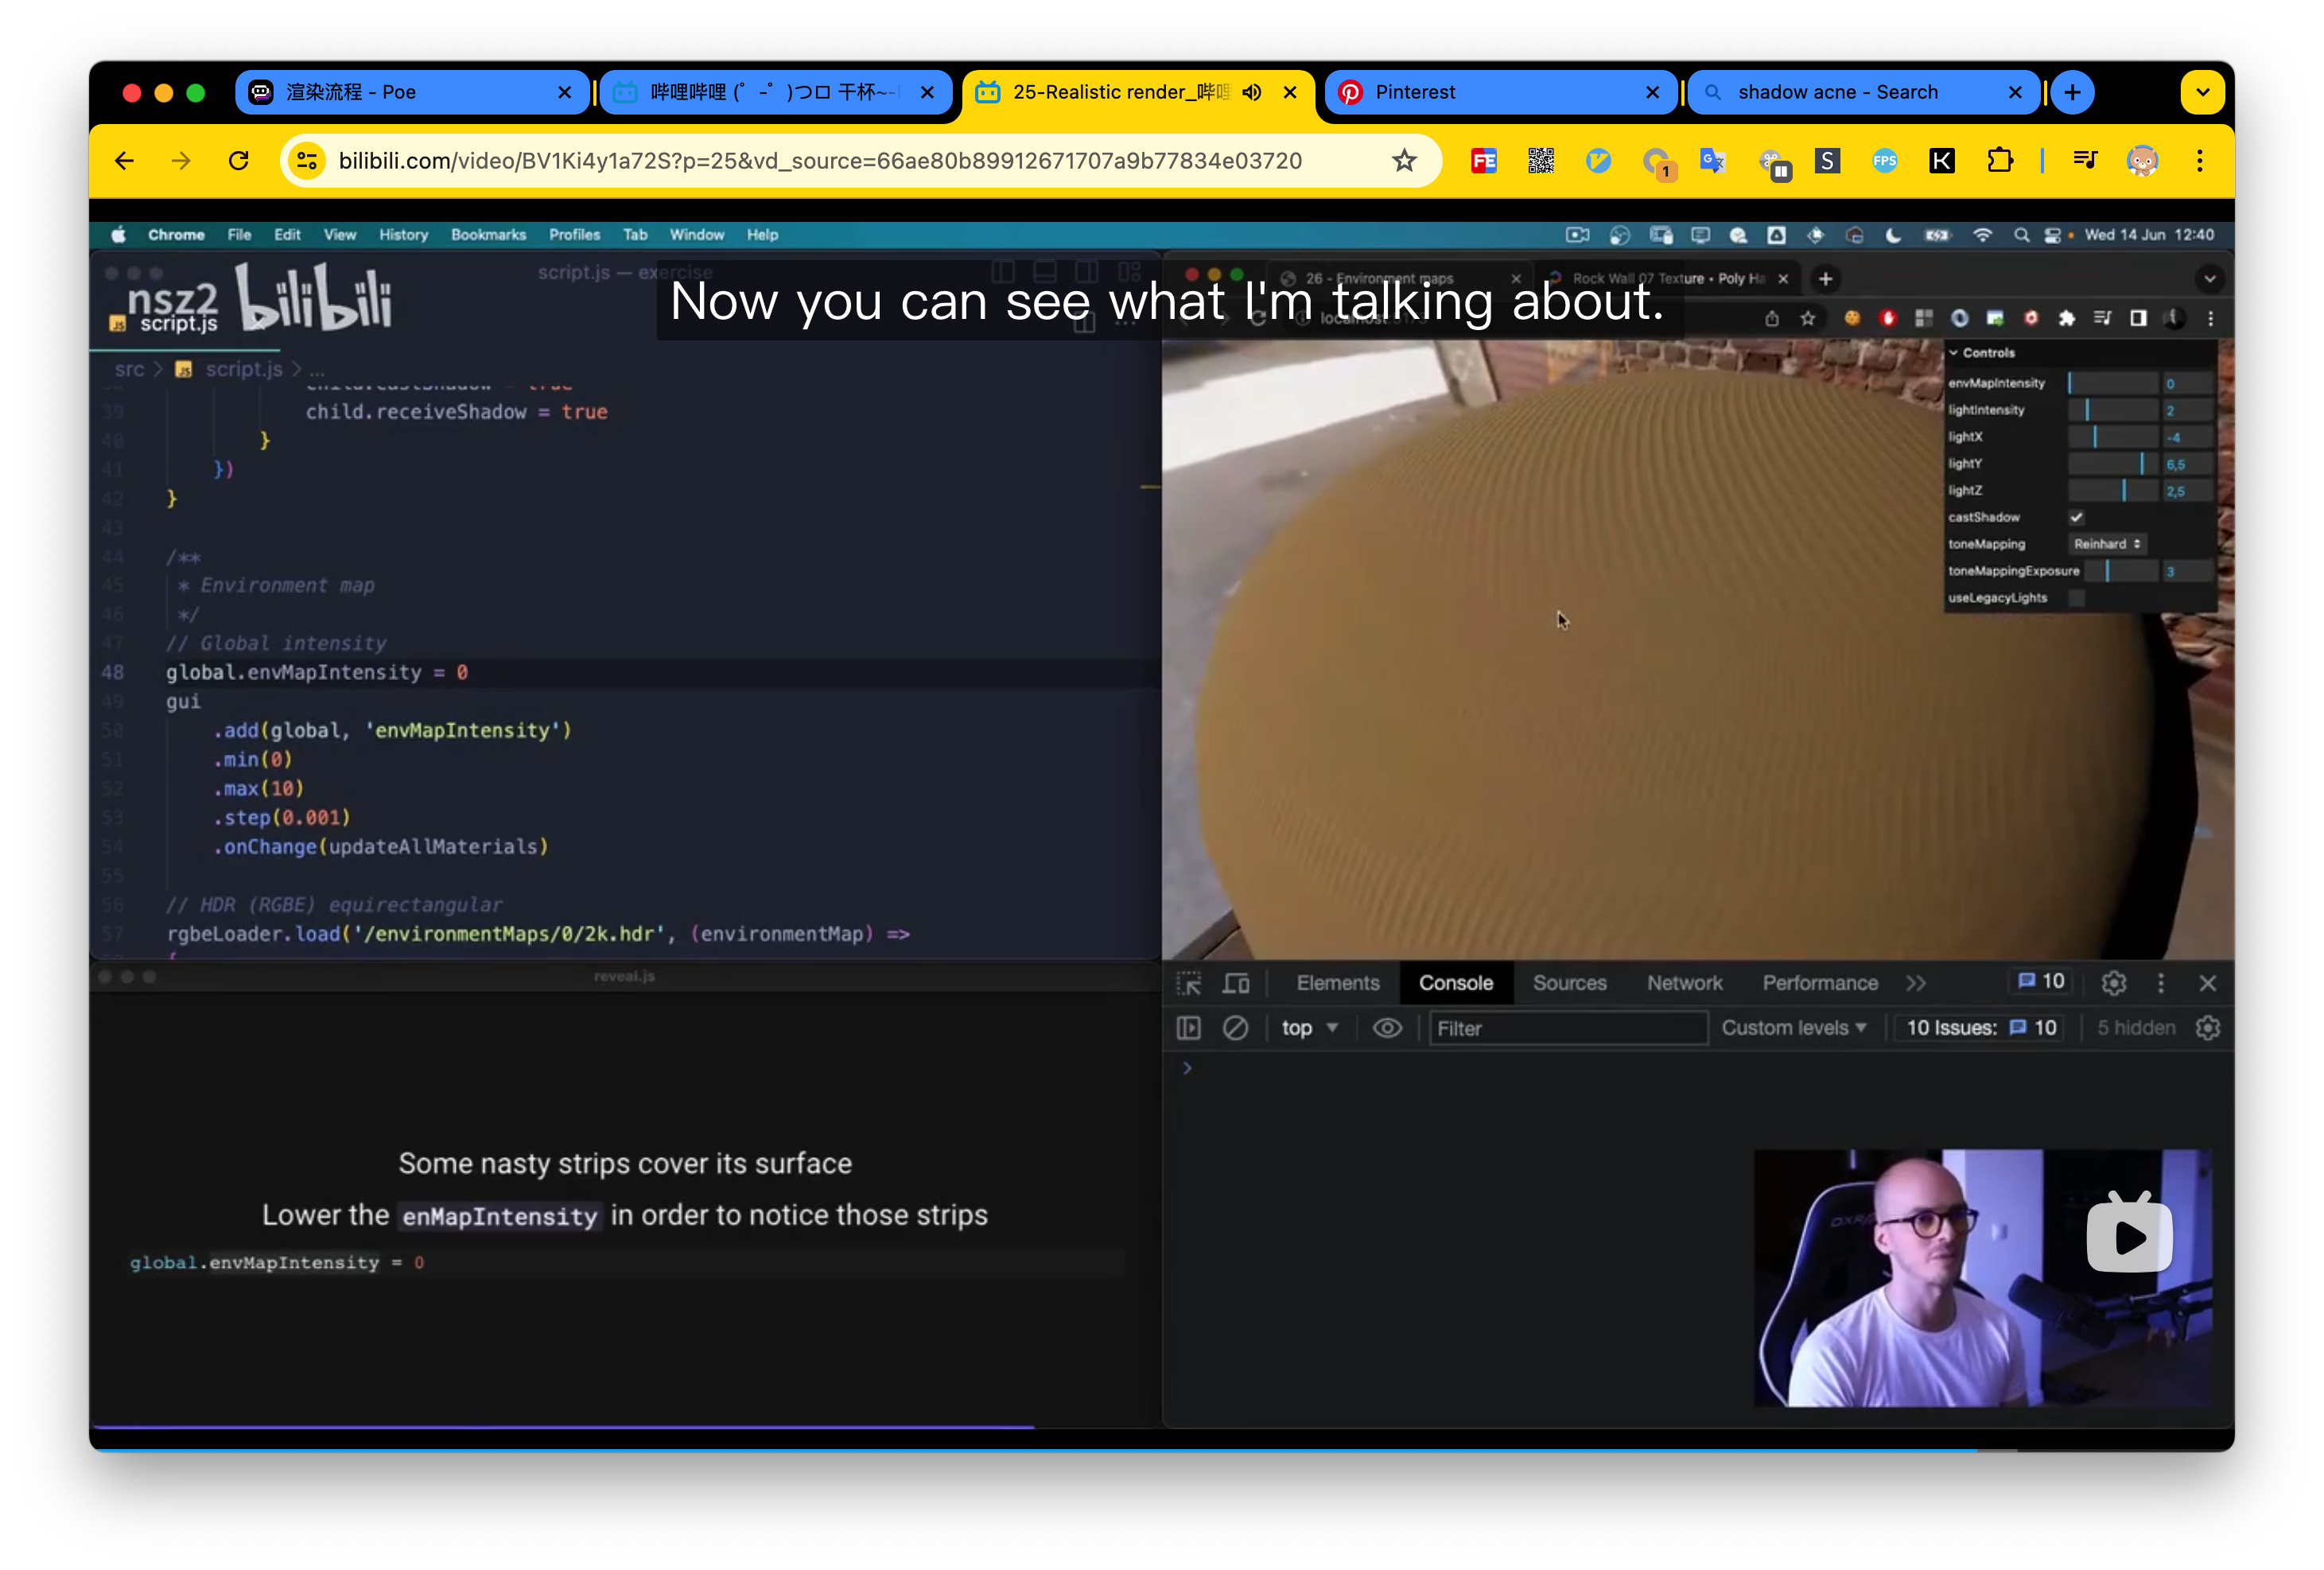 渲染流程 - Poe
哔哩哔哩 (゜-゜)つロ 干杯~-
25-Realistic render_哔哩
Pinterest
shadow acne - Search
bilibili.com/video/BV1Ki4y1a72S?p=25&vd_source=66ae80b89912671707a9b77834e03720
FE
1
S
FPS
K
Chrome File Edit View History Bookmarks Profiles Tab Window Help
Wed 14 Jun 12:40
script.js — exercise
nsz2 bilibili
JS script.js
Now you can see what I'm talking about.
src > JS script.js > ...
39 child.receiveShadow = true
40 }
41 })
42 }
43
44 /**
45 * Environment map
46 */
47 // Global intensity
48 global.envMapIntensity = 0
49 gui
50 .add(global, 'envMapIntensity')
51 .min(0)
52 .max(10)
53 .step(0.001)
54 .onChange(updateAllMaterials)
55
56 // HDR (RGBE) equirectangular
57 rgbeLoader.load('/environmentMaps/0/2k.hdr', (environmentMap) =>
{
26 - Environment maps
Rock Wall 07 Texture • Poly Ha
Controls
envMapIntensity 0
lightIntensity 2
lightX -4
lightY 6,5
lightZ 2,5
castShadow
toneMapping Reinhard
toneMappingExposure 3
useLegacyLights
reveal.js
Some nasty strips cover its surface
Lower the enMapIntensity in order to notice those strips
global.envMapIntensity = 0
Elements Console Sources Network Performance >> 10
top Filter Custom levels 10 Issues: 10 5 hidden
>